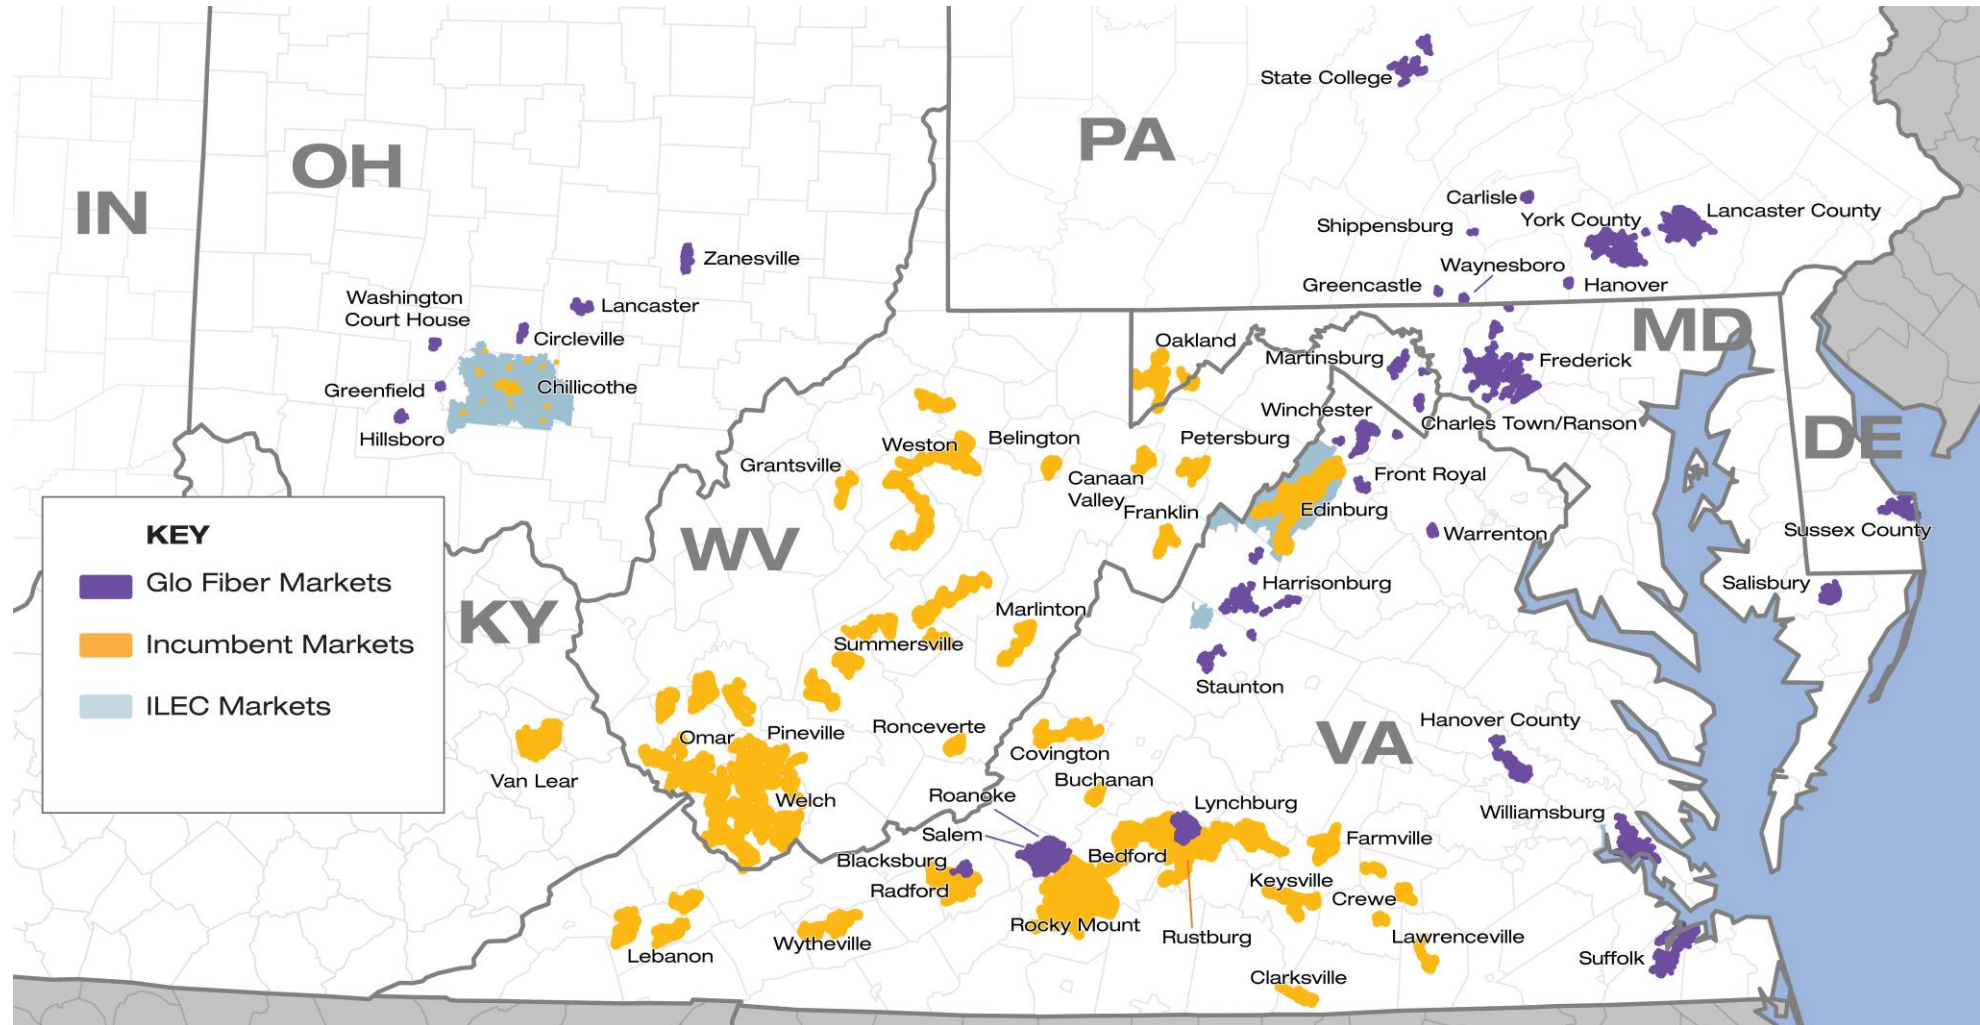 State College
PA
OH
IN
Carlisle
Shippensburg
York County
Lancaster County
Waynesboro
Greencastle
Hanover
Zanesville
Washington
Court House
Lancaster
Circleville
Greenfield
Chillicothe
Hillsboro
MD
Oakland
Martinsburg
Frederick
Winchester
Charles Town/Ranson
DE
Weston
Belington
Petersburg
Grantsville
Canaan
Valley
Front Royal
Franklin
Edinburg
Warrenton
Sussex County
WV
KEY
Glo Fiber Markets
Incumbent Markets
ILEC Markets
KY
Harrisonburg
Salisbury
Marlinton
Summersville
Staunton
VA
Hanover County
Omar
Pineville
Ronceverte
Covington
Van Lear
Buchanan
Welch
Roanoke
Lynchburg
Williamsburg
Salem
Farmville
Blacksburg
Bedford
Radford
Keysville
Crewe
Rocky Mount
Rustburg
Lawrenceville
Wytheville
Lebanon
Suffolk
Clarksville